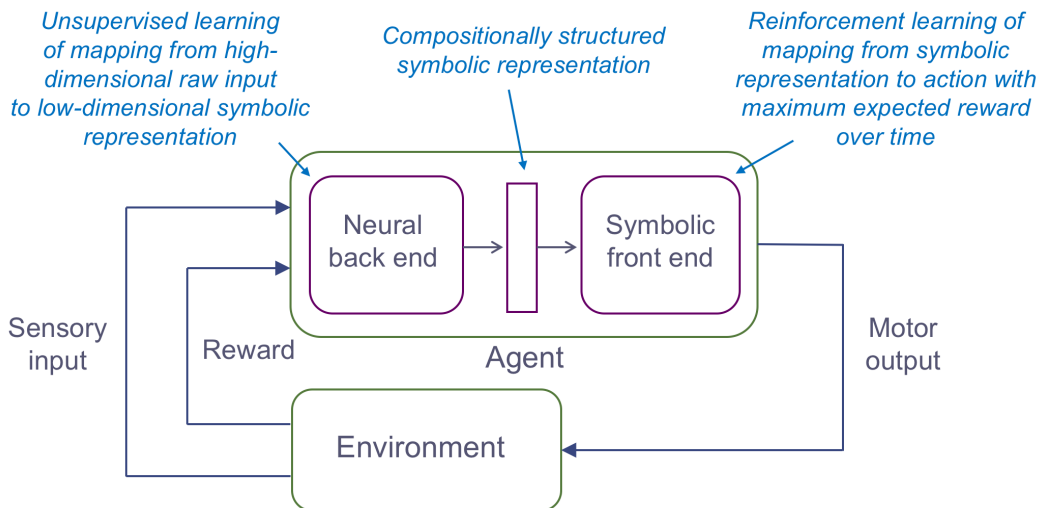 Unsupervised learning
of mapping from high-
dimensional raw input
to low-dimensional symbolic
representation
Compositionally structured
symbolic representation
Reinforcement learning of
mapping from symbolic
representation to action with
maximum expected reward
over time
Neural
back end
Symbolic
front end
Agent
Sensory
input
Reward
Motor
output
Environment